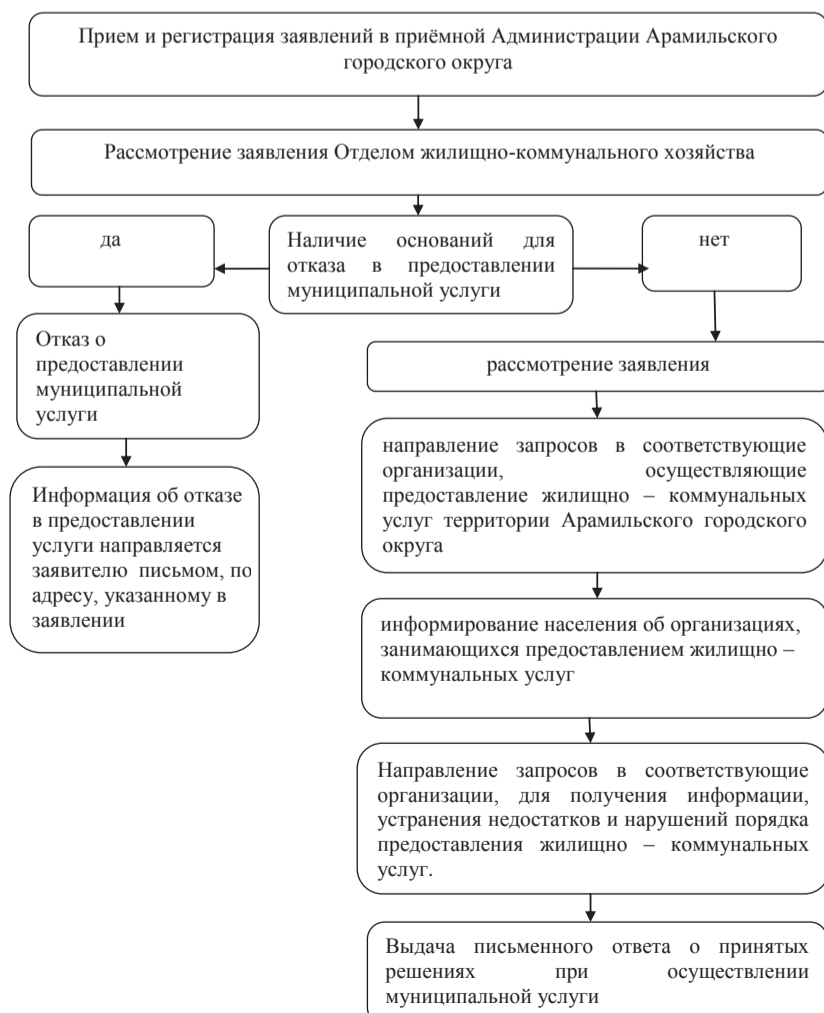 Прием и регистрация заявлений в приёмной Администрации Арамильского
городского округа
Рассмотрение заявления Отделом жилищно-коммунального хозяйства
да
Наличие оснований для
отказа в предоставлении
муниципальной услуги
нет
Отказ о
предоставлении
муниципальной
услуги
рассмотрение заявления
Информация об отказе
в предоставлении
услуги направляется
заявителю письмом, по
адресу, указанному в
заявлении
направление запросов в соответствующие
организации, осуществляющие
предоставление жилищно – коммунальных
услуг территории Арамильского городского
округа
информирование населения об организациях,
занимающихся предоставлением жилищно –
коммунальных услуг
Направление запросов в соответствующие
организации, для получения информации,
устранения недостатков и нарушений порядка
предоставления жилищно – коммунальных
услуг.
Выдача письменного ответа о принятых
решениях при осуществлении
муниципальной услуги